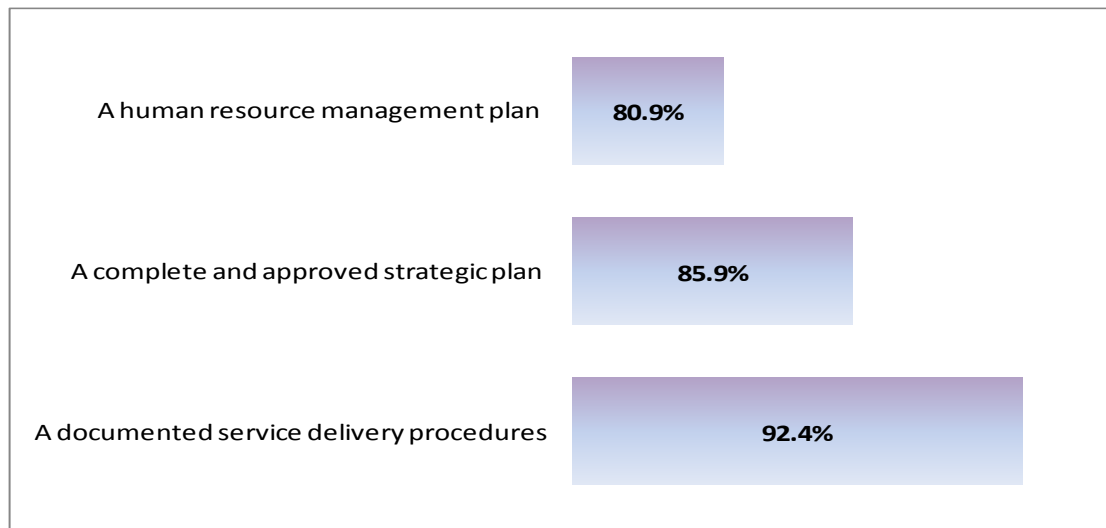 A human resource management plan
80.9%
A complete and approved strategic plan
85.9%
A documented service delivery procedures
92.4%